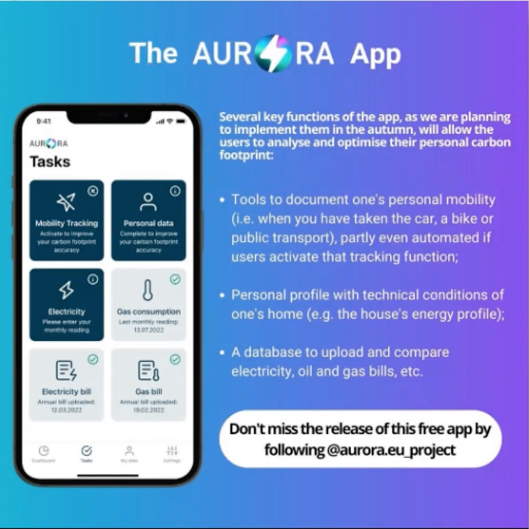 The AURORA App
Several key functions of the app, as we are planning
to implement them in the autumn, will allow the
users to analyse and optimise their personal carbon
footprint:
• Tools to document one's personal mobility
(i.e. when you have taken the car, a bike or
public transport), partly even automated if
users activate that tracking function;
• Personal profile with technical conditions of
one's home (e.g. the house's energy profile);
• A database to upload and compare
electricity, oil and gas bills, etc.
Don't miss the release of this free app by
following @aurora.eu_project
9:41
AURORA
Tasks
Mobility Tracking
Activate to improve
your carbon footprint
accuracy
Personal data
Complete to improve
your carbon footprint
accuracy
Electricity
Please enter your
monthly reading
Gas consumption
Last monthly reading:
13.07.2022
Electricity bill
Annual bill uploaded:
12.03.2022
Gas bill
Annual bill uploaded:
19.02.2022
Dashboard
Tasks
My data
Settings